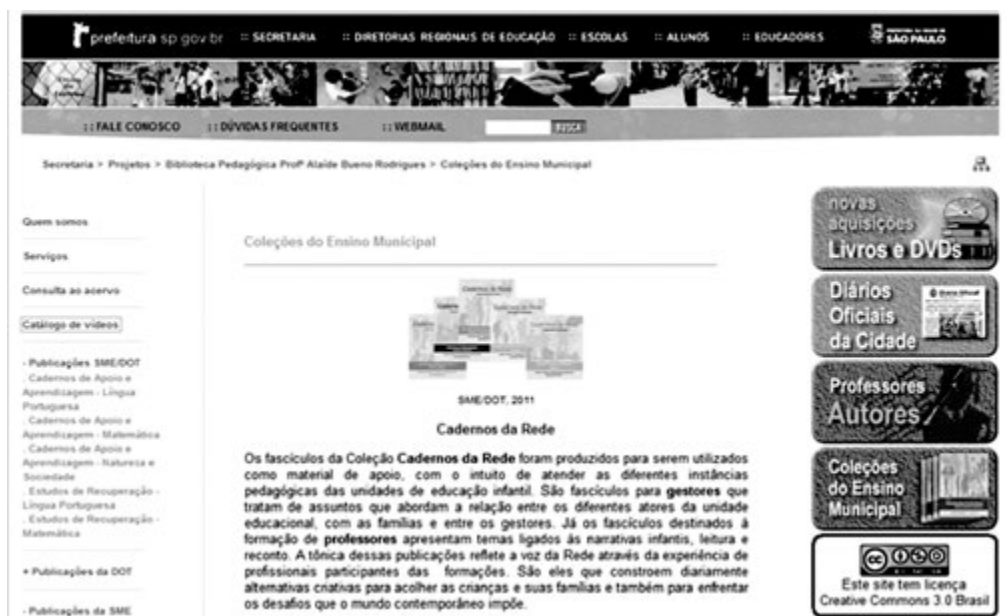 prefeitura.sp.gov.br :: SECRETARIA :: DIRETORIAS REGIONAIS DE EDUCAÇÃO :: ESCOLAS :: ALUNOS :: EDUCADORES
SÃO PAULO
:: FALE CONOSCO :: DÚVIDAS FREQUENTES :: WEBMAIL BUSCA
Secretaria > Projetos > Biblioteca Pedagógica Profª Alaíde Bueno Rodrigues > Coleções do Ensino Municipal
Quem somos
Serviços
Consulta ao acervo
Catálogo de vídeos
- Publicações SME/DOT
. Cadernos de Apoio e
Aprendizagem - Língua
Portuguesa
. Cadernos de Apoio e
Aprendizagem - Matemática
. Cadernos de Apoio e
Aprendizagem - Natureza e
Sociedade
. Estudos de Recuperação -
Língua Portuguesa
. Estudos de Recuperação -
Matemática
+ Publicações da DOT
- Publicações da SME
Coleções do Ensino Municipal
Cadernos da Rede
SME/DOT, 2011
Cadernos da Rede
Os fascículos da Coleção Cadernos da Rede foram produzidos para serem utilizados
como material de apoio, com o intuito de atender as diferentes instâncias
pedagógicas das unidades de educação infantil. São fascículos para gestores que
tratam de assuntos que abordam a relação entre os diferentes atores da unidade
educacional, com as famílias e entre os gestores. Já os fascículos destinados à
formação de professores apresentam temas ligados às narrativas infantis, leitura e
reconto. A tônica dessas publicações reflete a voz da Rede através da experiência de
profissionais participantes das formações. São eles que constroem diariamente
alternativas criativas para acolher as crianças e suas famílias e também para enfrentar
os desafios que o mundo contemporâneo impõe.
novas
aquisições
Livros e DVDs
Diários
Oficiais
da Cidade
Professores
Autores
Coleções
do Ensino
Municipal
Este site tem licença
Creative Commons 3.0 Brasil